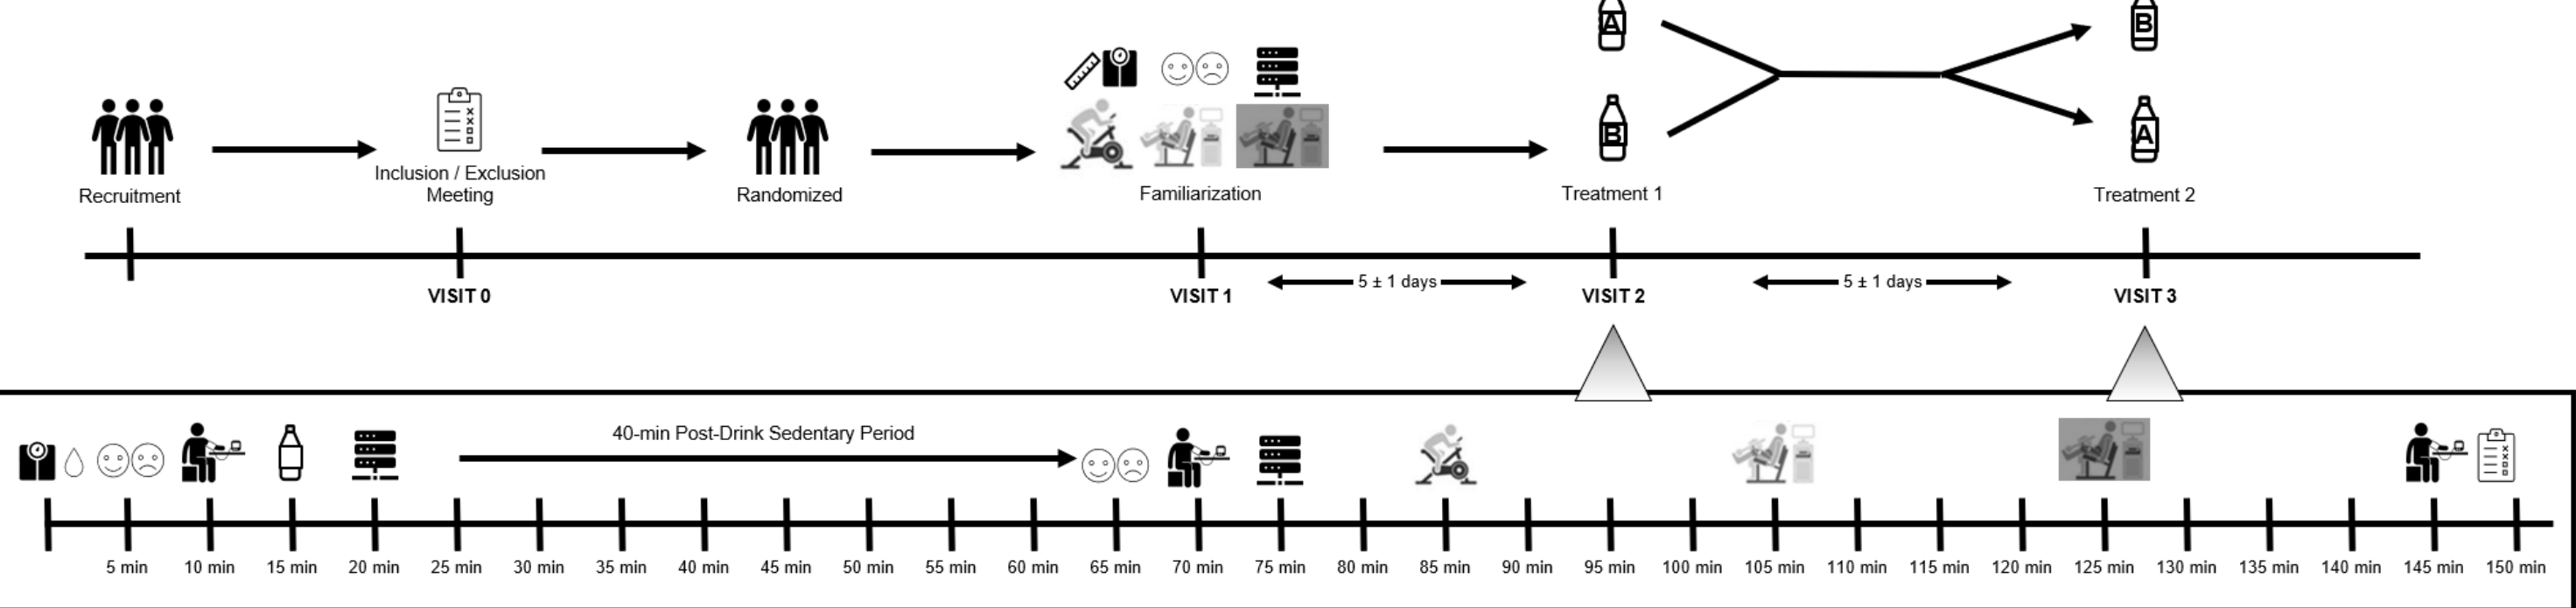 A
B
B
A
Recruitment
Inclusion / Exclusion
Meeting
Randomized
Familiarization
Treatment 1
Treatment 2
5 ± 1 days
5 ± 1 days
VISIT 0
VISIT 1
VISIT 2
VISIT 3
40-min Post-Drink Sedentary Period
5 min
10 min
15 min
20 min
25 min
30 min
35 min
40 min
45 min
50 min
55 min
60 min
65 min
70 min
75 min
80 min
85 min
90 min
95 min
100 min
105 min
110 min
115 min
120 min
125 min
130 min
135 min
140 min
145 min
150 min